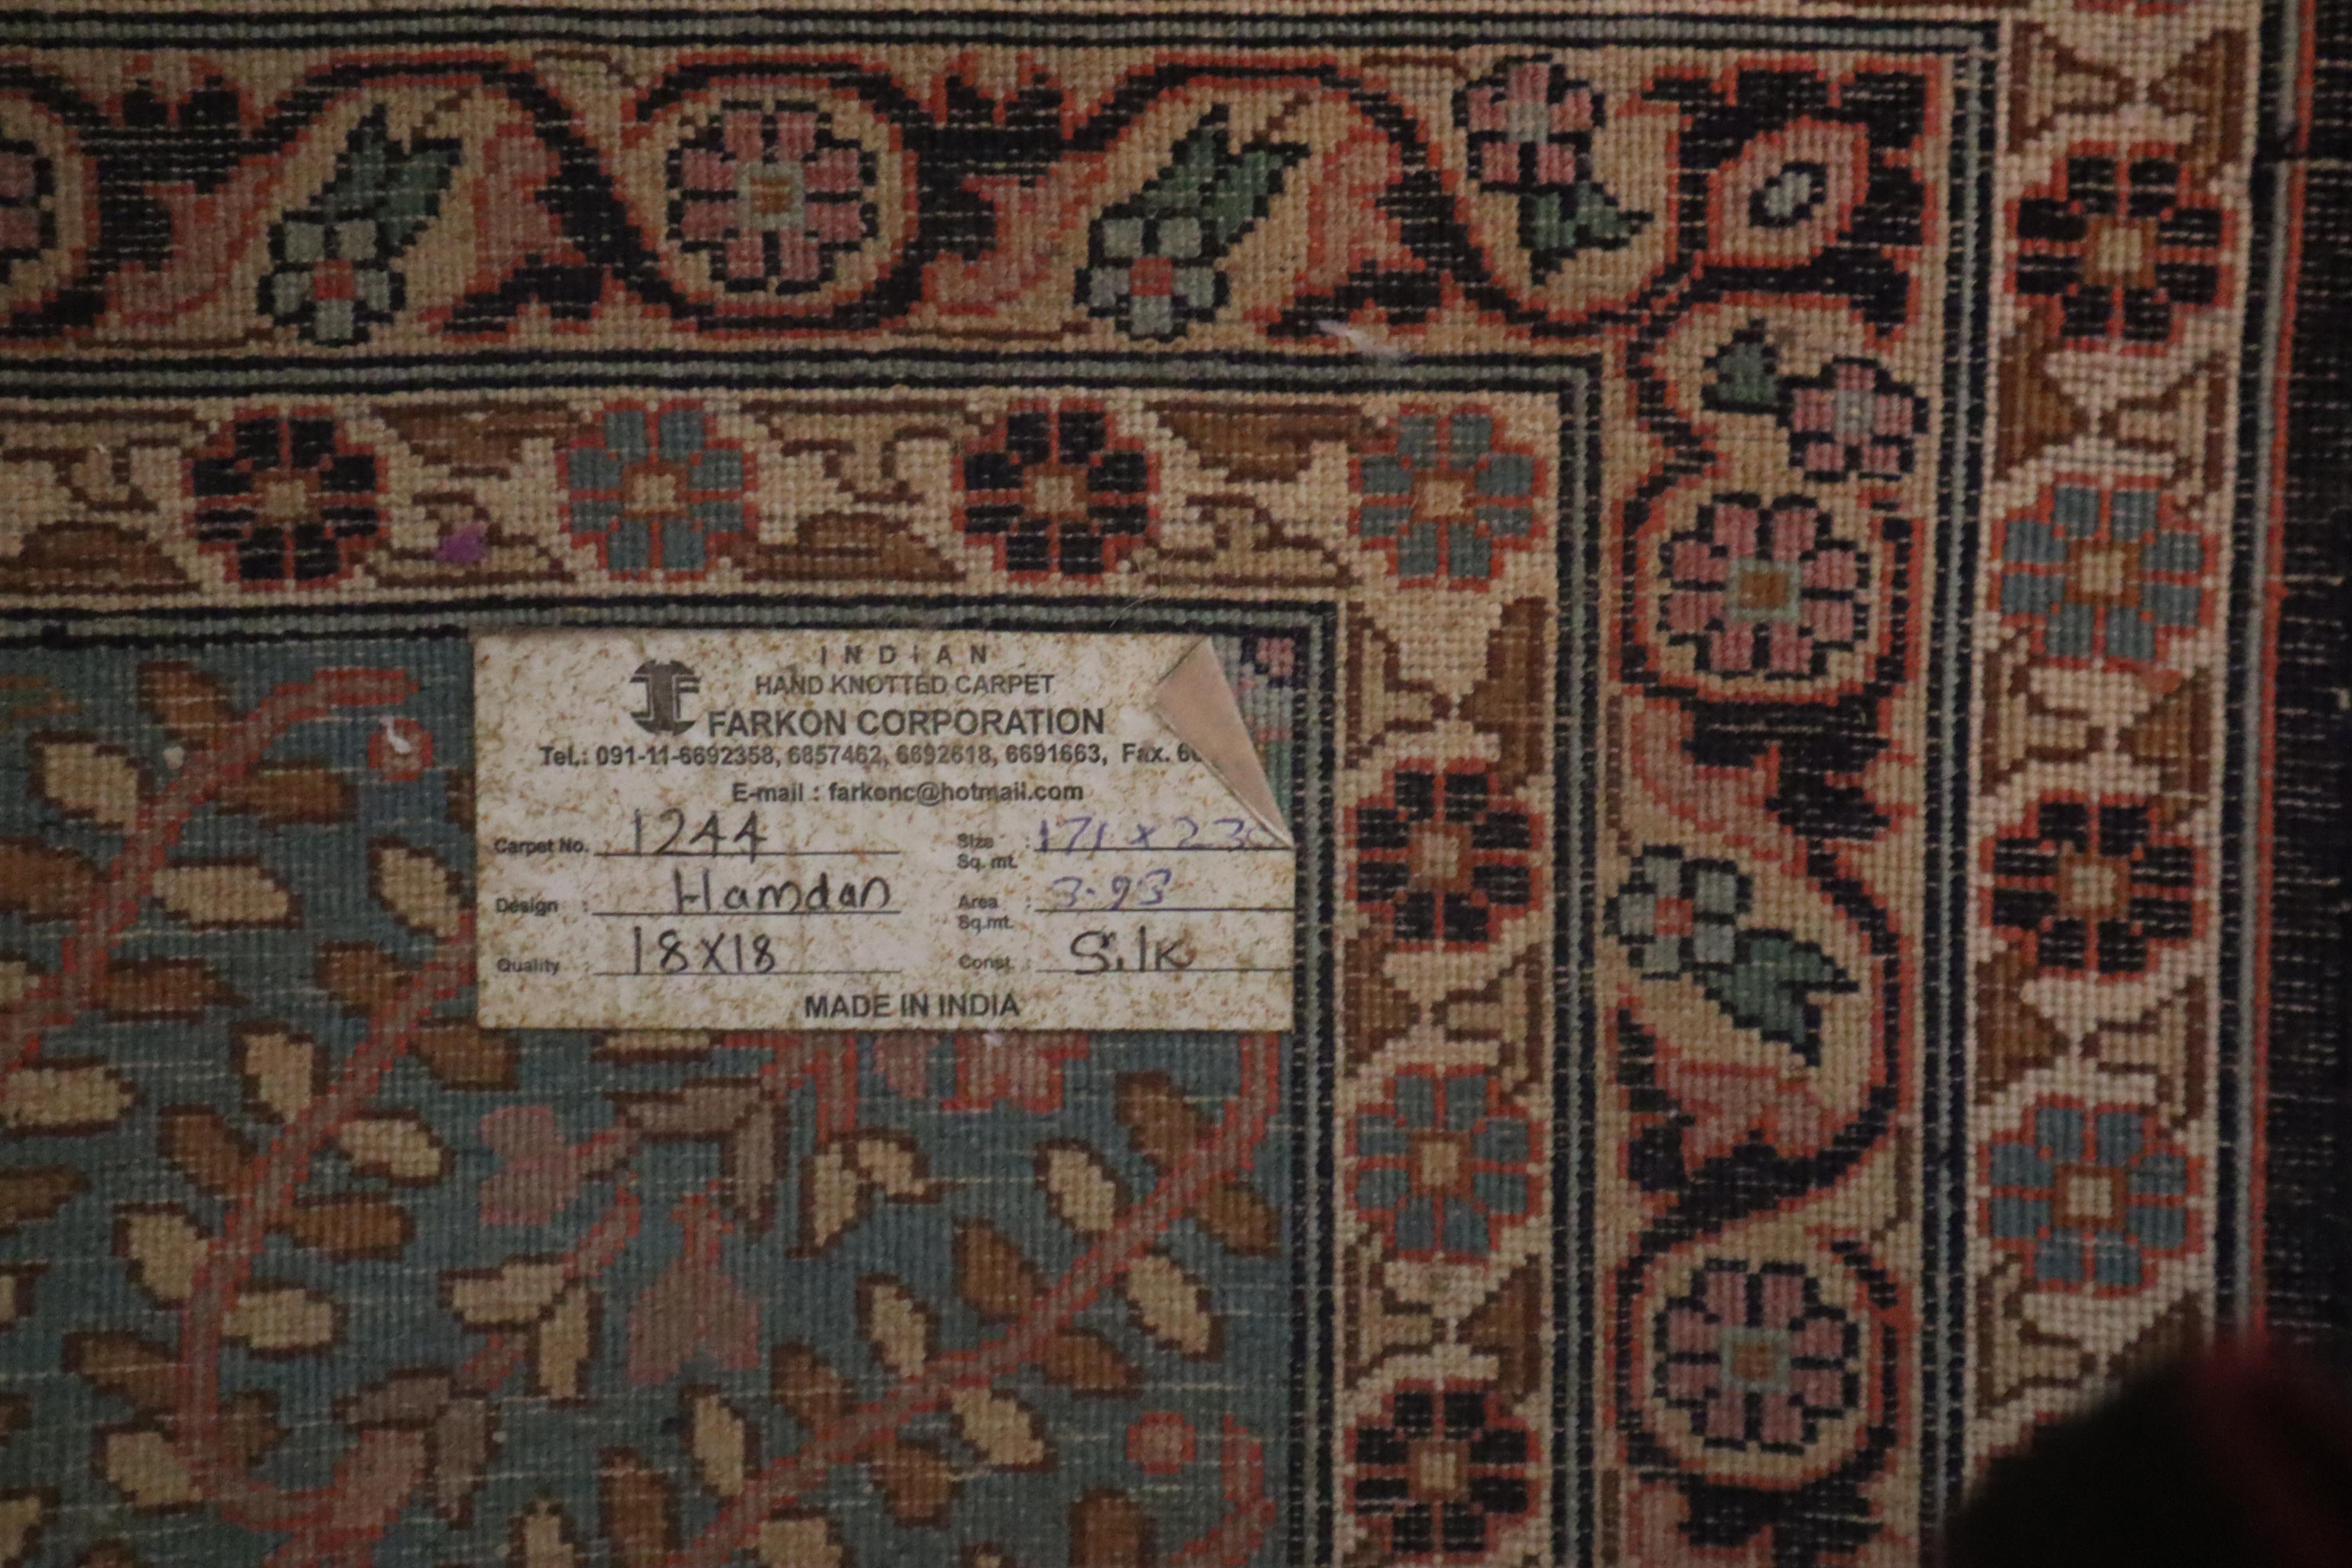 INDIAN
HAND KNOTTED CARPET
FARKON CORPORATION
Tel.: 091-11-6692358, 6857462, 6692618, 6691663, Fax.
E-mail : farkonc@hotmail.com
Carpet No. 1244 Size Sq. mt. : 171 x 230
Design : Hamdan Area Sq.mt. : 3.93
Quality : 18X18 Const. : Silk
MADE IN INDIA